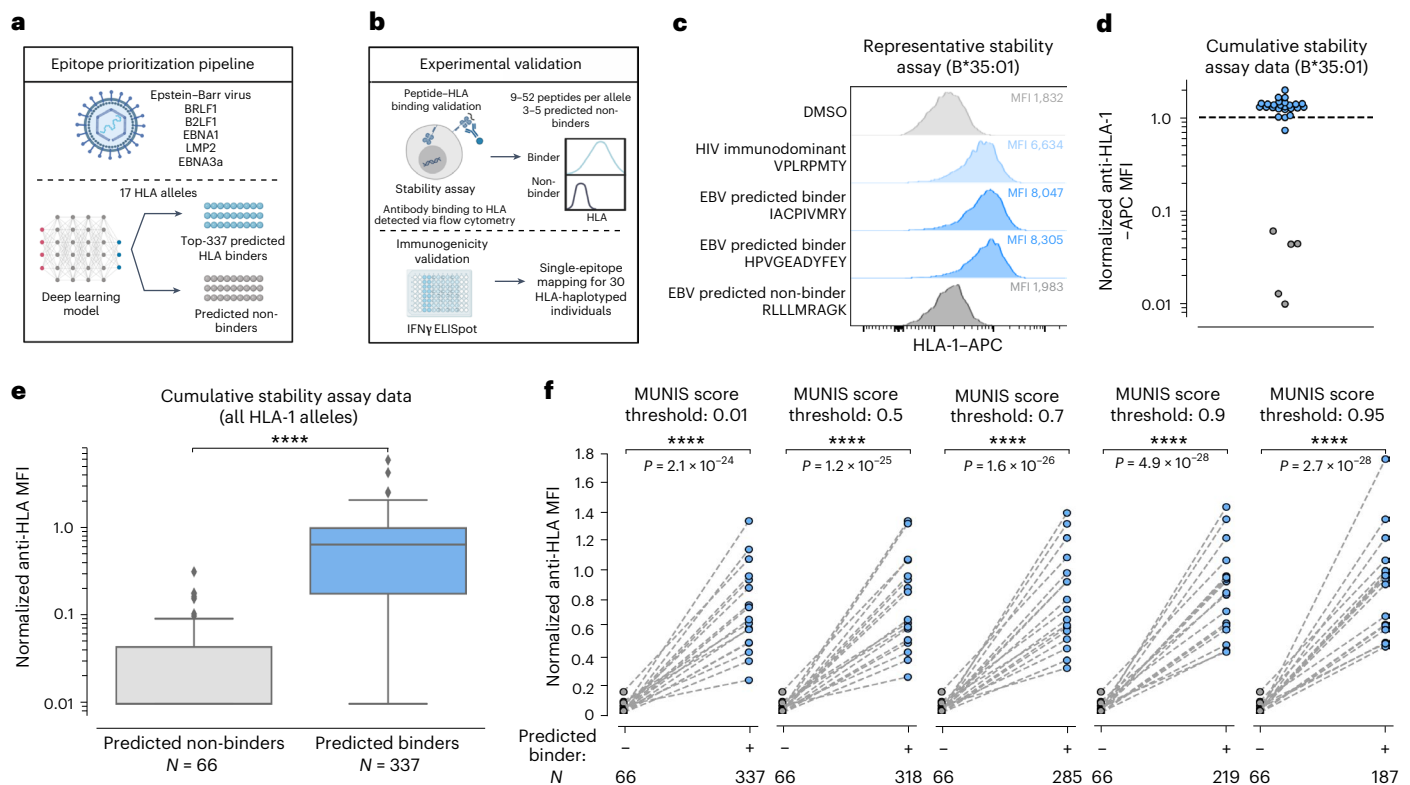 a
Epitope prioritization pipeline
Epstein–Barr virus
BRLF1
B2LF1
EBNA1
LMP2
EBNA3a
17 HLA alleles
Top-337 predicted
HLA binders
Deep learning
model
Predicted non-
binders
b
Experimental validation
Peptide–HLA
binding validation
9–52 peptides per allele
3–5 predicted non-
binders
Binder
Non-
binder
HLA
Stability assay
Antibody binding to HLA
detected via flow cytometry
Immunogenicity
validation
IFNγ ELISpot
Single-epitope
mapping for 30
HLA-haplotyped
individuals
c
Representative stability
assay (B*35:01)
DMSO
MFI 1,832
HIV immunodominant
VPLRPMTY
MFI 6,634
EBV predicted binder
IACPIVMRY
MFI 8,047
EBV predicted binder
HPVGEADYFEY
MFI 8,305
EBV predicted non-binder
RLLLMRAGK
MFI 1,983
HLA-1–APC
d
Cumulative stability
assay data (B*35:01)
Normalized anti-HLA-1
–APC MFI
1.0
0.1
0.01
e
Cumulative stability assay data
(all HLA-1 alleles)
****
Normalized anti-HLA MFI
1.0
0.1
0.01
Predicted non-binders
N = 66
Predicted binders
N = 337
f
MUNIS score
threshold: 0.01
****
P = 2.1 × 10⁻²⁴
MUNIS score
threshold: 0.5
****
P = 1.2 × 10⁻²⁵
MUNIS score
threshold: 0.7
****
P = 1.6 × 10⁻²⁶
MUNIS score
threshold: 0.9
****
P = 4.9 × 10⁻²⁸
MUNIS score
threshold: 0.95
****
P = 2.7 × 10⁻²⁸
Normalized anti-HLA MFI
1.8
1.6
1.4
1.2
1.0
0.8
0.6
0.4
0.2
0
Predicted
binder:
– + – + – + – + – +
N 66 337 66 318 66 285 66 219 66 187